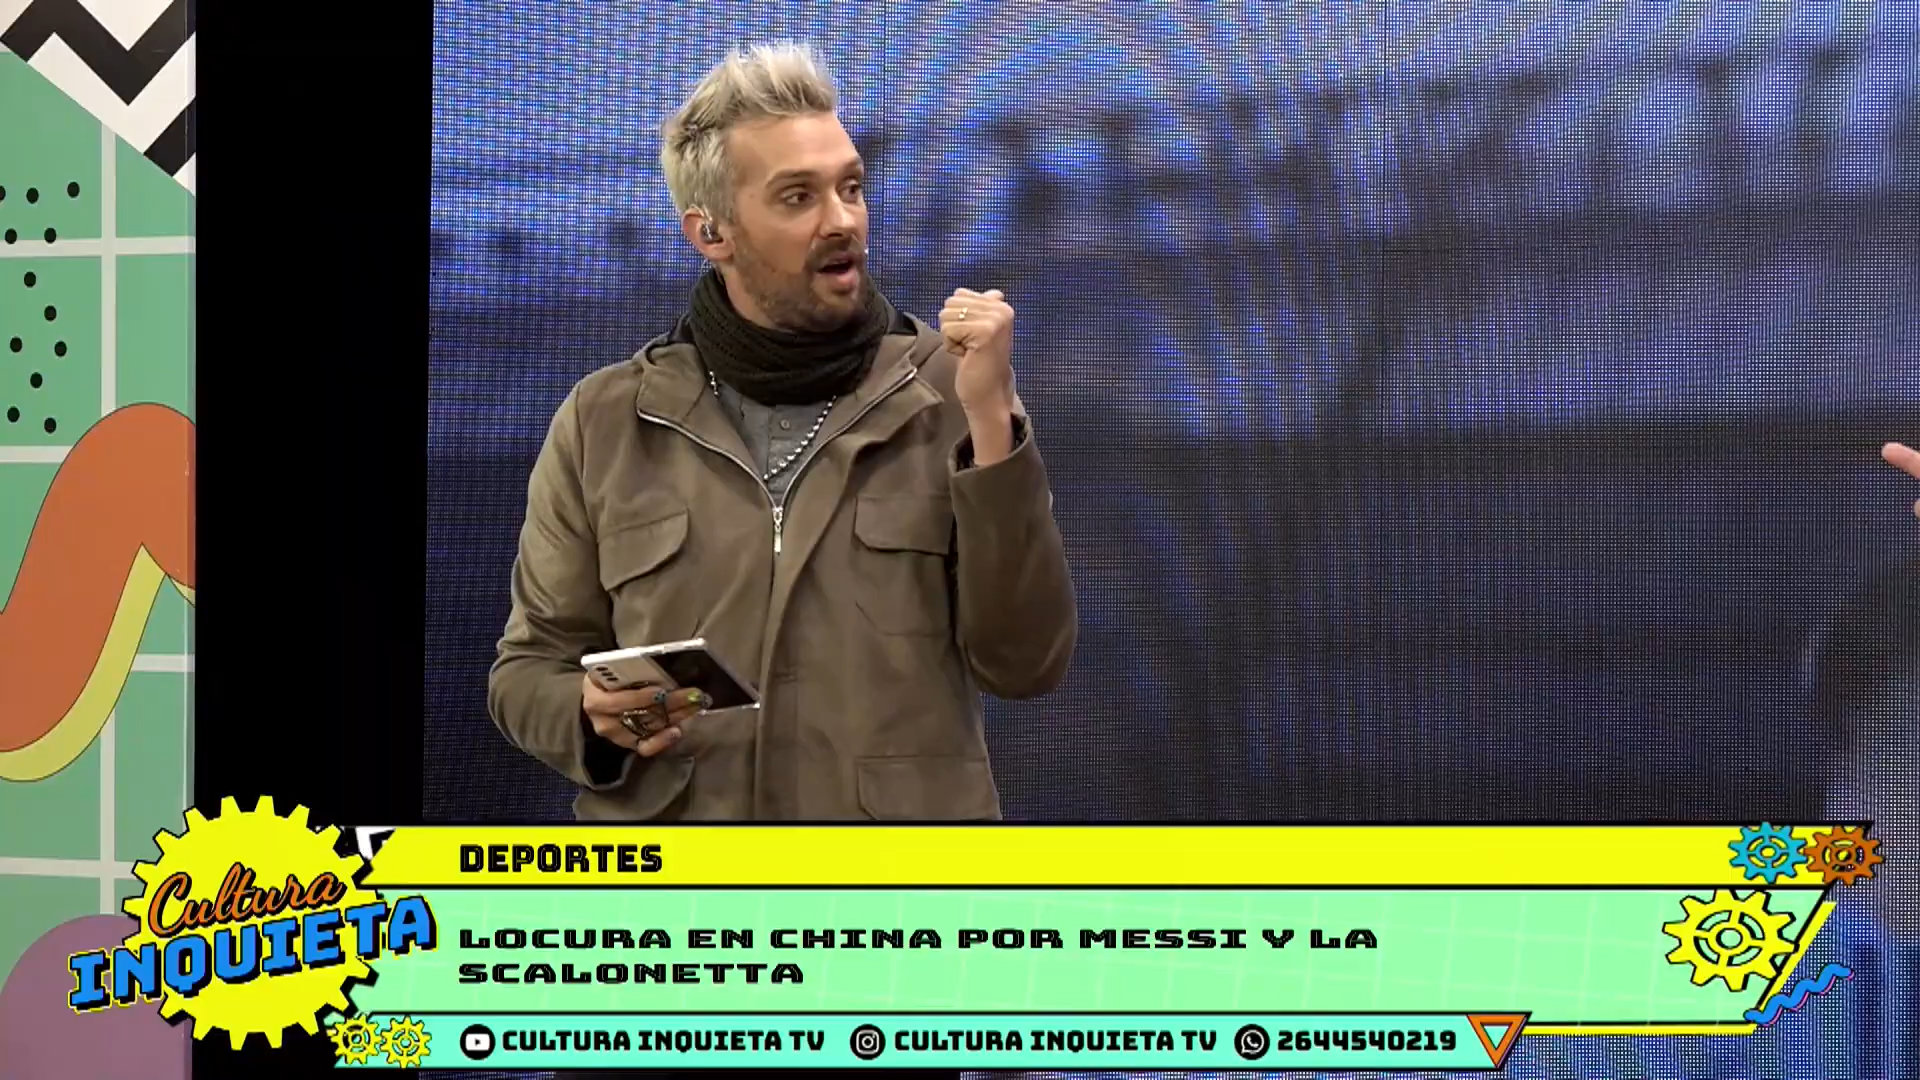 DEPORTES
Cultura
INQUIETA
LOCURA EN CHINA POR MESSI Y LA
SCALONETTA
CULTURA INQUIETA TV CULTURA INQUIETA TV 2644540219